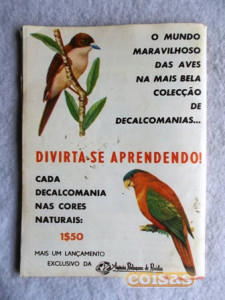 O MUNDO
MARAVILHOSO
DAS AVES
NA MAIS BELA
COLECÇÃO
DE
DECALCOMANIAS...
DIVIRTA-SE APRENDENDO!
CADA
DECALCOMANIA
NAS CORES
NATURAIS:
1$50
MAIS UM LANÇAMENTO
EXCLUSIVO DA
coisas